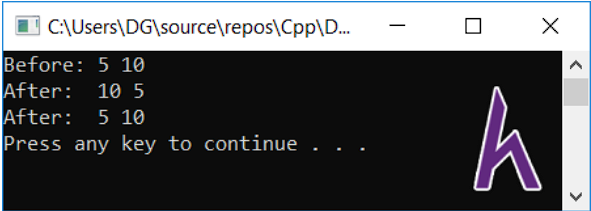 C:\Users\DG\source\repos\Cpp\D...
Before: 5 10
After:  10 5
After:  5 10
Press any key to continue . . .